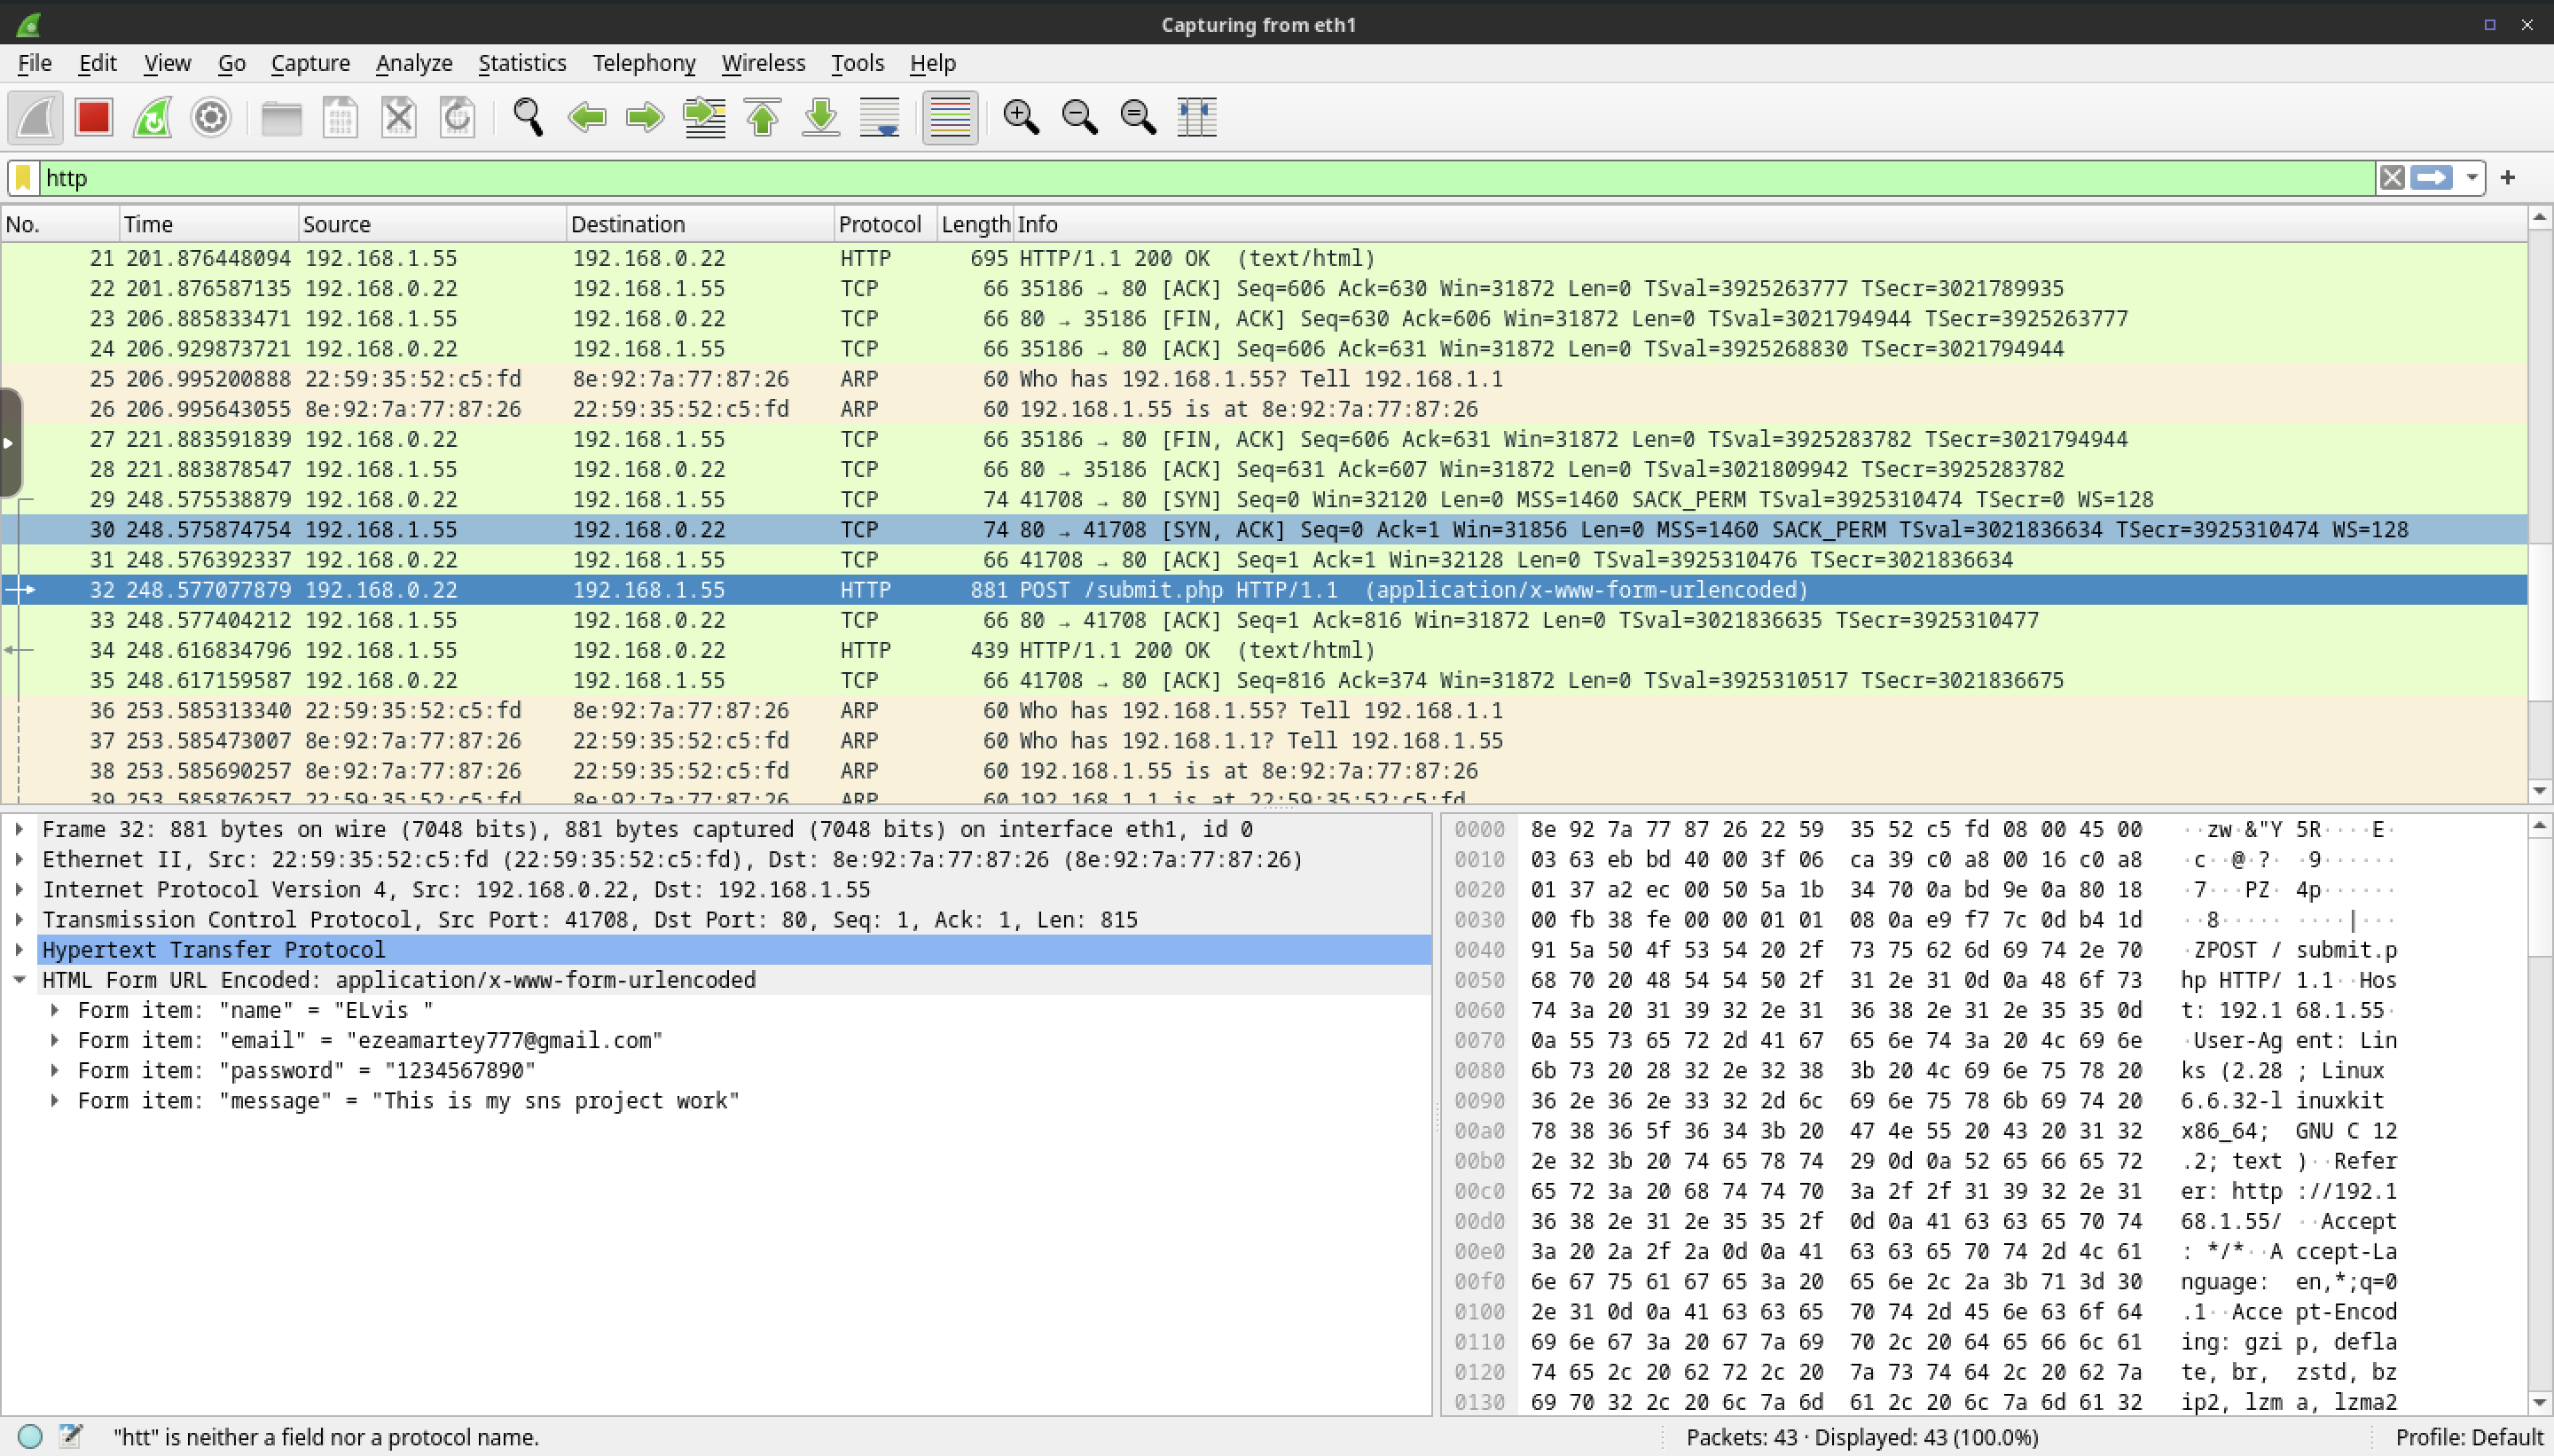 Capturing from eth1
File Edit View Go Capture Analyze Statistics Telephony Wireless Tools Help
http
No. Time Source Destination Protocol Length Info
21 201.876448094 192.168.1.55 192.168.0.22 HTTP 695 HTTP/1.1 200 OK (text/html)
22 201.876587135 192.168.0.22 192.168.1.55 TCP 66 35186 → 80 [ACK] Seq=606 Ack=630 Win=31872 Len=0 TSval=3925263777 TSecr=3021789935
23 206.885833471 192.168.1.55 192.168.0.22 TCP 66 80 → 35186 [FIN, ACK] Seq=630 Ack=606 Win=31872 Len=0 TSval=3021794944 TSecr=3925263777
24 206.929873721 192.168.0.22 192.168.1.55 TCP 66 35186 → 80 [ACK] Seq=606 Ack=631 Win=31872 Len=0 TSval=3925268830 TSecr=3021794944
25 206.995200888 22:59:35:52:c5:fd 8e:92:7a:77:87:26 ARP 60 Who has 192.168.1.55? Tell 192.168.1.1
26 206.995643055 8e:92:7a:77:87:26 22:59:35:52:c5:fd ARP 60 192.168.1.55 is at 8e:92:7a:77:87:26
27 221.883591839 192.168.0.22 192.168.1.55 TCP 66 35186 → 80 [FIN, ACK] Seq=606 Ack=631 Win=31872 Len=0 TSval=3925283782 TSecr=3021794944
28 221.883878547 192.168.1.55 192.168.0.22 TCP 66 80 → 35186 [ACK] Seq=631 Ack=607 Win=31872 Len=0 TSval=3021809942 TSecr=3925283782
29 248.575538879 192.168.0.22 192.168.1.55 TCP 74 41708 → 80 [SYN] Seq=0 Win=32120 Len=0 MSS=1460 SACK_PERM TSval=3925310474 TSecr=0 WS=128
30 248.575874754 192.168.1.55 192.168.0.22 TCP 74 80 → 41708 [SYN, ACK] Seq=0 Ack=1 Win=31856 Len=0 MSS=1460 SACK_PERM TSval=3021836634 TSecr=3925310474 WS=128
31 248.576392337 192.168.0.22 192.168.1.55 TCP 66 41708 → 80 [ACK] Seq=1 Ack=1 Win=32128 Len=0 TSval=3925310476 TSecr=3021836634
32 248.577077879 192.168.0.22 192.168.1.55 HTTP 881 POST /submit.php HTTP/1.1 (application/x-www-form-urlencoded)
33 248.577404212 192.168.1.55 192.168.0.22 TCP 66 80 → 41708 [ACK] Seq=1 Ack=816 Win=31872 Len=0 TSval=3021836635 TSecr=3925310477
34 248.616834796 192.168.1.55 192.168.0.22 HTTP 439 HTTP/1.1 200 OK (text/html)
35 248.617159587 192.168.0.22 192.168.1.55 TCP 66 41708 → 80 [ACK] Seq=816 Ack=374 Win=31872 Len=0 TSval=3925310517 TSecr=3021836675
36 253.585313340 22:59:35:52:c5:fd 8e:92:7a:77:87:26 ARP 60 Who has 192.168.1.55? Tell 192.168.1.1
37 253.585473007 8e:92:7a:77:87:26 22:59:35:52:c5:fd ARP 60 Who has 192.168.1.1? Tell 192.168.1.55
38 253.585690257 8e:92:7a:77:87:26 22:59:35:52:c5:fd ARP 60 192.168.1.55 is at 8e:92:7a:77:87:26
39 253.585876257 22:59:35:52:c5:fd 8e:92:7a:77:87:26 ARP 60 192.168.1.1 is at 22:59:35:52:c5:fd
Frame 32: 881 bytes on wire (7048 bits), 881 bytes captured (7048 bits) on interface eth1, id 0
Ethernet II, Src: 22:59:35:52:c5:fd (22:59:35:52:c5:fd), Dst: 8e:92:7a:77:87:26 (8e:92:7a:77:87:26)
Internet Protocol Version 4, Src: 192.168.0.22, Dst: 192.168.1.55
Transmission Control Protocol, Src Port: 41708, Dst Port: 80, Seq: 1, Ack: 1, Len: 815
Hypertext Transfer Protocol
HTML Form URL Encoded: application/x-www-form-urlencoded
Form item: "name" = "ELvis "
Form item: "email" = "ezeamartey777@gmail.com"
Form item: "password" = "1234567890"
Form item: "message" = "This is my sns project work"
0000 8e 92 7a 77 87 26 22 59 35 52 c5 fd 08 00 45 00 ··zw·&"Y 5R····E·
0010 03 63 eb bd 40 00 3f 06 ca 39 c0 a8 00 16 c0 a8 ·c··@·?· ·9······
0020 01 37 a2 ec 00 50 5a 1b 34 70 0a bd 9e 0a 80 18 ·7···PZ· 4p······
0030 00 fb 38 fe 00 00 01 01 08 0a e9 f7 7c 0d b4 1d ··8····· ····|···
0040 91 5a 50 4f 53 54 20 2f 73 75 62 6d 69 74 2e 70 ·ZPOST / submit.p
0050 68 70 20 48 54 54 50 2f 31 2e 31 0d 0a 48 6f 73 hp HTTP/ 1.1··Hos
0060 74 3a 20 31 39 32 2e 31 36 38 2e 31 2e 35 35 0d t: 192.1 68.1.55·
0070 0a 55 73 65 72 2d 41 67 65 6e 74 3a 20 4c 69 6e ·User-Ag ent: Lin
0080 6b 73 20 28 32 2e 32 38 3b 20 4c 69 6e 75 78 20 ks (2.28 ; Linux
0090 36 2e 36 2e 33 32 2d 6c 69 6e 75 78 6b 69 74 20 6.6.32-l inuxkit
00a0 78 38 36 5f 36 34 3b 20 47 4e 55 20 43 20 31 32 x86_64; GNU C 12
00b0 2e 32 3b 20 74 65 78 74 29 0d 0a 52 65 66 65 72 .2; text )··Refer
00c0 65 72 3a 20 68 74 74 70 3a 2f 2f 31 39 32 2e 31 er: http ://192.1
00d0 36 38 2e 31 2e 35 35 2f 0d 0a 41 63 63 65 70 74 68.1.55/ ··Accept
00e0 3a 20 2a 2f 2a 0d 0a 41 63 63 65 70 74 2d 4c 61 : */*··A ccept-La
00f0 6e 67 75 61 67 65 3a 20 65 6e 2c 2a 3b 71 3d 30 nguage: en,*;q=0
0100 2e 31 0d 0a 41 63 63 65 70 74 2d 45 6e 63 6f 64 .1··Acce pt-Encod
0110 69 6e 67 3a 20 67 7a 69 70 2c 20 64 65 66 6c 61 ing: gzi p, defla
0120 74 65 2c 20 62 72 2c 20 7a 73 74 64 2c 20 62 7a te, br, zstd, bz
0130 69 70 32 2c 20 6c 7a 6d 61 2c 20 6c 7a 6d 61 32 ip2, lzm a, lzma2
"htt" is neither a field nor a protocol name.
Packets: 43 · Displayed: 43 (100.0%)
Profile: Default